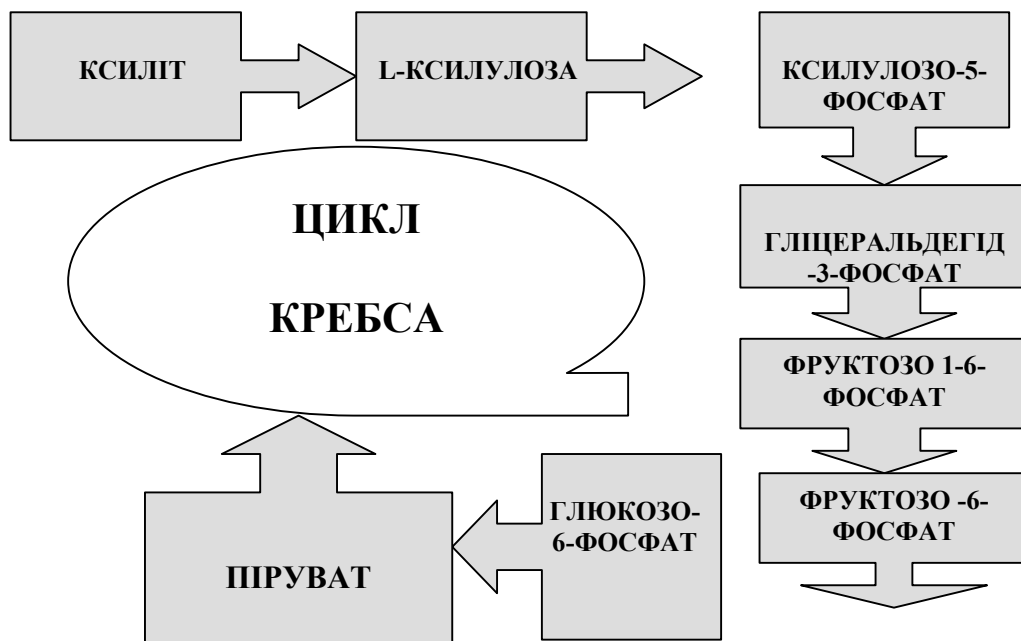 КСИЛІТ
L-КСИЛУЛОЗА
КСИЛУЛОЗО-5-
ФОСФАТ
ЦИКЛ
КРЕБСА
ГЛІЦЕРАЛЬДЕГІД
-3-ФОСФАТ
ФРУКТОЗО 1-6-
ФОСФАТ
ФРУКТОЗО -6-
ФОСФАТ
ГЛЮКОЗО-
6-ФОСФАТ
ПІРУВАТ